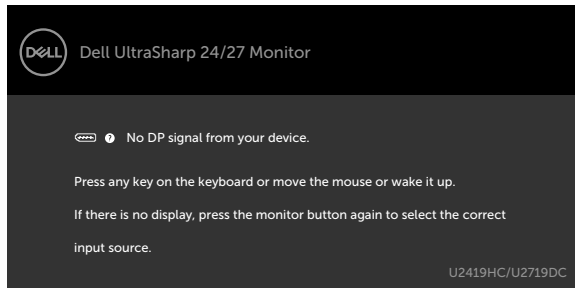 DELL Dell UltraSharp 24/27 Monitor
? No DP signal from your device.
Press any key on the keyboard or move the mouse or wake it up.
If there is no display, press the monitor button again to select the correct
input source.
U2419HC/U2719DC